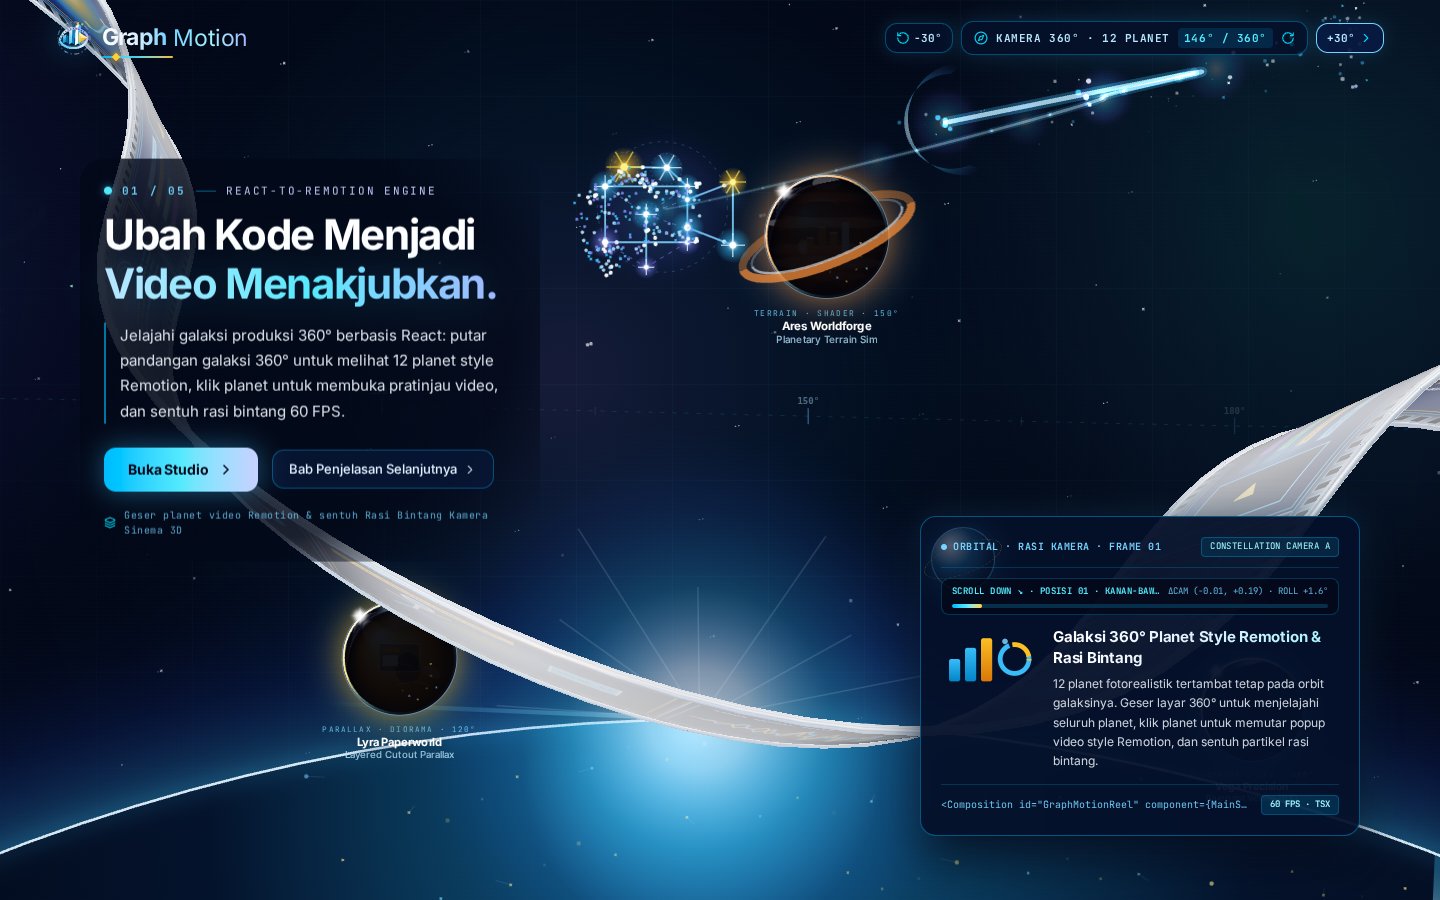 Graph Motion
-30°
KAMERA 360° · 12 PLANET 146° / 360°
+30°
01 / 05 REACT-TO-REMOTION ENGINE
Ubah Kode Menjadi
Video Menakjubkan.
Jelajahi galaksi produksi 360° berbasis React: putar
pandangan galaksi 360° untuk melihat 12 planet style
Remotion, klik planet untuk membuka pratinjau video,
dan sentuh rasi bintang 60 FPS.
Buka Studio
Bab Penjelasan Selanjutnya
Geser planet video Remotion & sentuh Rasi Bintang Kamera
Sinema 3D
TERRAIN · SHADER · 150°
Ares Worldforge
Planetary Terrain Sim
150°
180°
PARALLAX · DIORAMA · 120°
Lyra Paperworld
Layered Cutout Parallax
ORBITAL · RASI KAMERA · FRAME 01
CONSTELLATION CAMERA A
SCROLL DOWN ↘ · POSISI 01 · KANAN-BAW… ΔCAM (-0.01, +0.19) · ROLL +1.6°
Galaksi 360° Planet Style Remotion &
Rasi Bintang
12 planet fotorealistik tertambat tetap pada orbit
galaksinya. Geser layar 360° untuk menjelajahi
seluruh planet, klik planet untuk memutar popup
video style Remotion, dan sentuh partikel rasi
bintang.
<Composition id="GraphMotionReel" component={MainS…
60 FPS · TSX